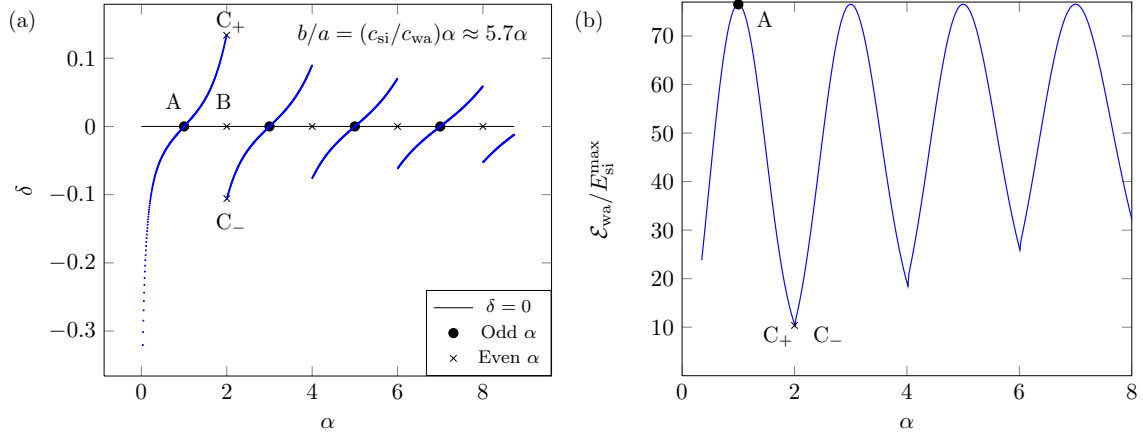 (a)
b/a = (c_si/c_wa)α ≈ 5.7α
C₊
A
B
C₋
0.1
0
−0.1
−0.2
−0.3
δ
0 2 4 6 8
α
δ = 0
Odd α
Even α
(b)
A
C₊ C₋
70
60
50
40
30
20
10
ℰ_wa/E_si^max
0 2 4 6 8
α